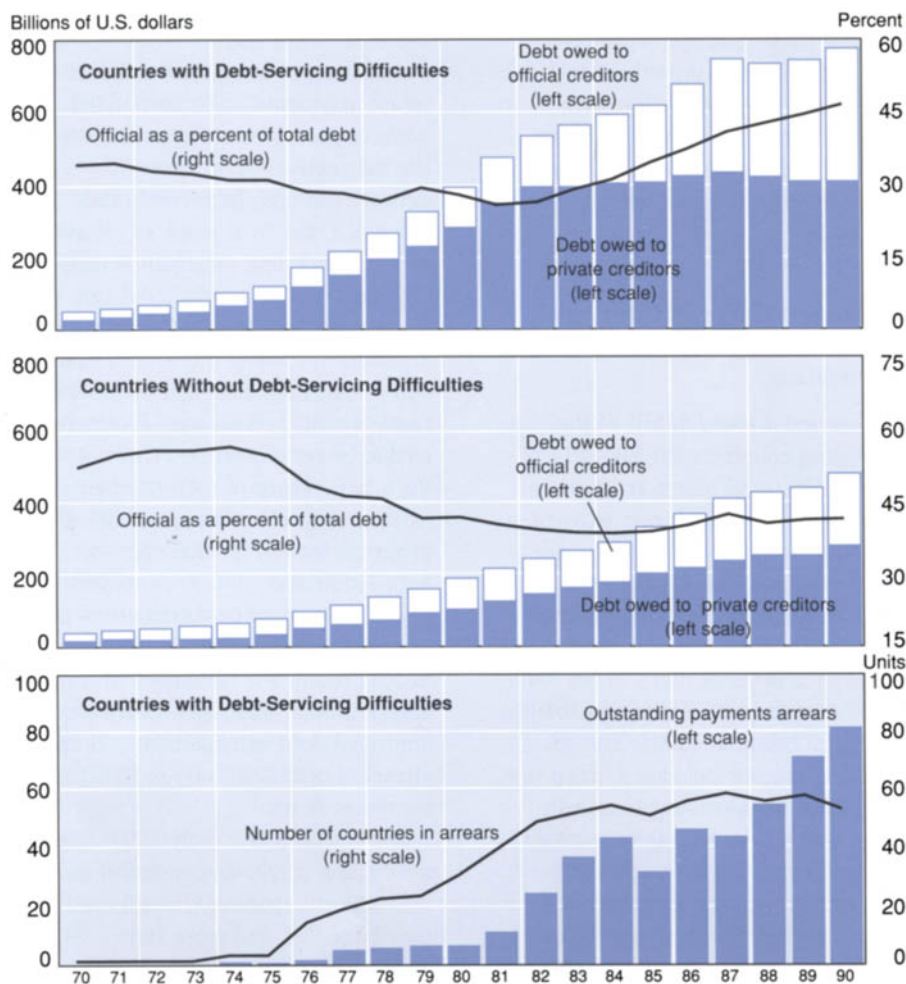 Billions of U.S. dollars
Percent
800
60
Countries with Debt-Servicing Difficulties
Debt owed to
official creditors
(left scale)
600
45
Official as a percent of total debt
(right scale)
400
30
Debt owed to
private creditors
(left scale)
200
15
0
0
800
75
Countries Without Debt-Servicing Difficulties
600
60
Debt owed to
official creditors
(left scale)
400
45
Official as a percent of total debt
(right scale)
200
30
Debt owed to private creditors
(left scale)
0
15
Units
100
100
Countries with Debt-Servicing Difficulties
Outstanding payments arrears
(left scale)
80
80
60
60
Number of countries in arrears
(right scale)
40
40
20
20
0
0
70 71 72 73 74 75 76 77 78 79 80 81 82 83 84 85 86 87 88 89 90